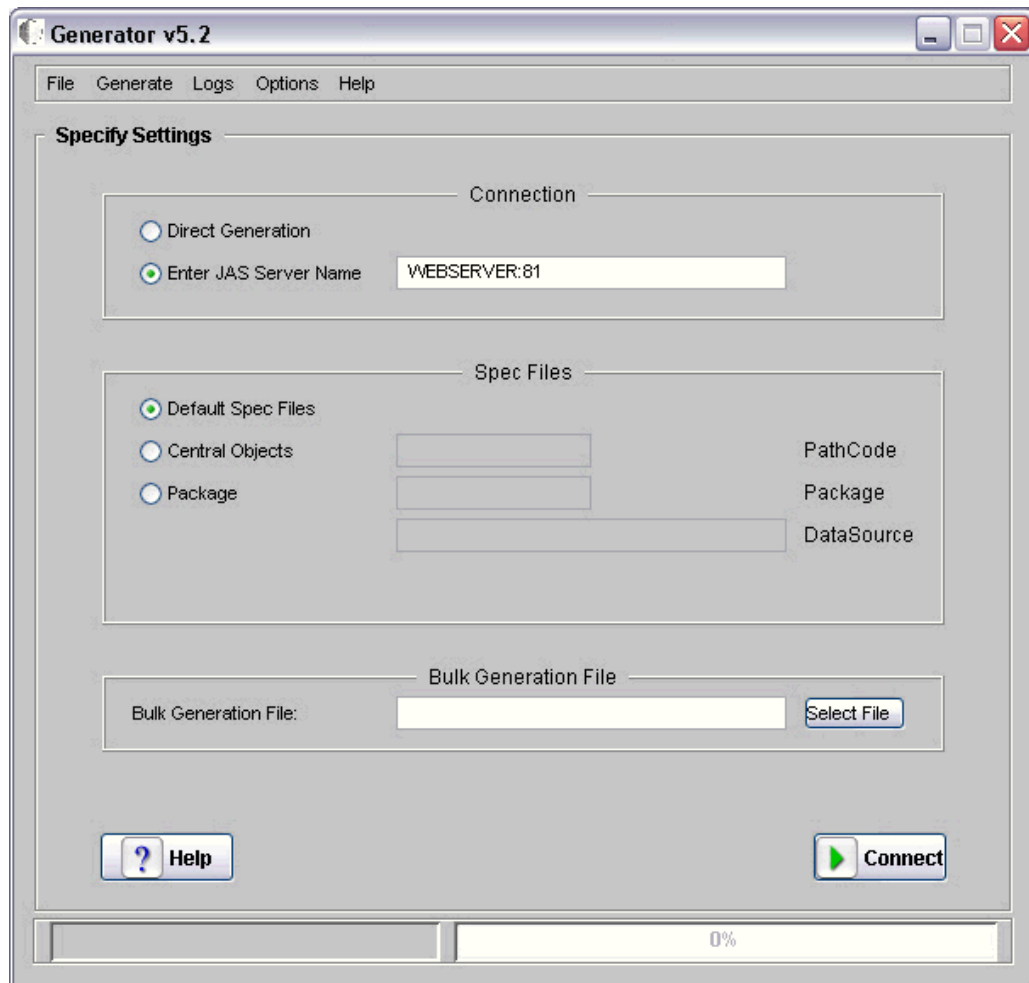 Generator v5.2
File Generate Logs Options Help
Specify Settings
Connection
Direct Generation
Enter JAS Server Name WEBSERVER:81
Spec Files
Default Spec Files
Central Objects PathCode
Package Package
DataSource
Bulk Generation File
Bulk Generation File: Select File
? Help Connect
0%